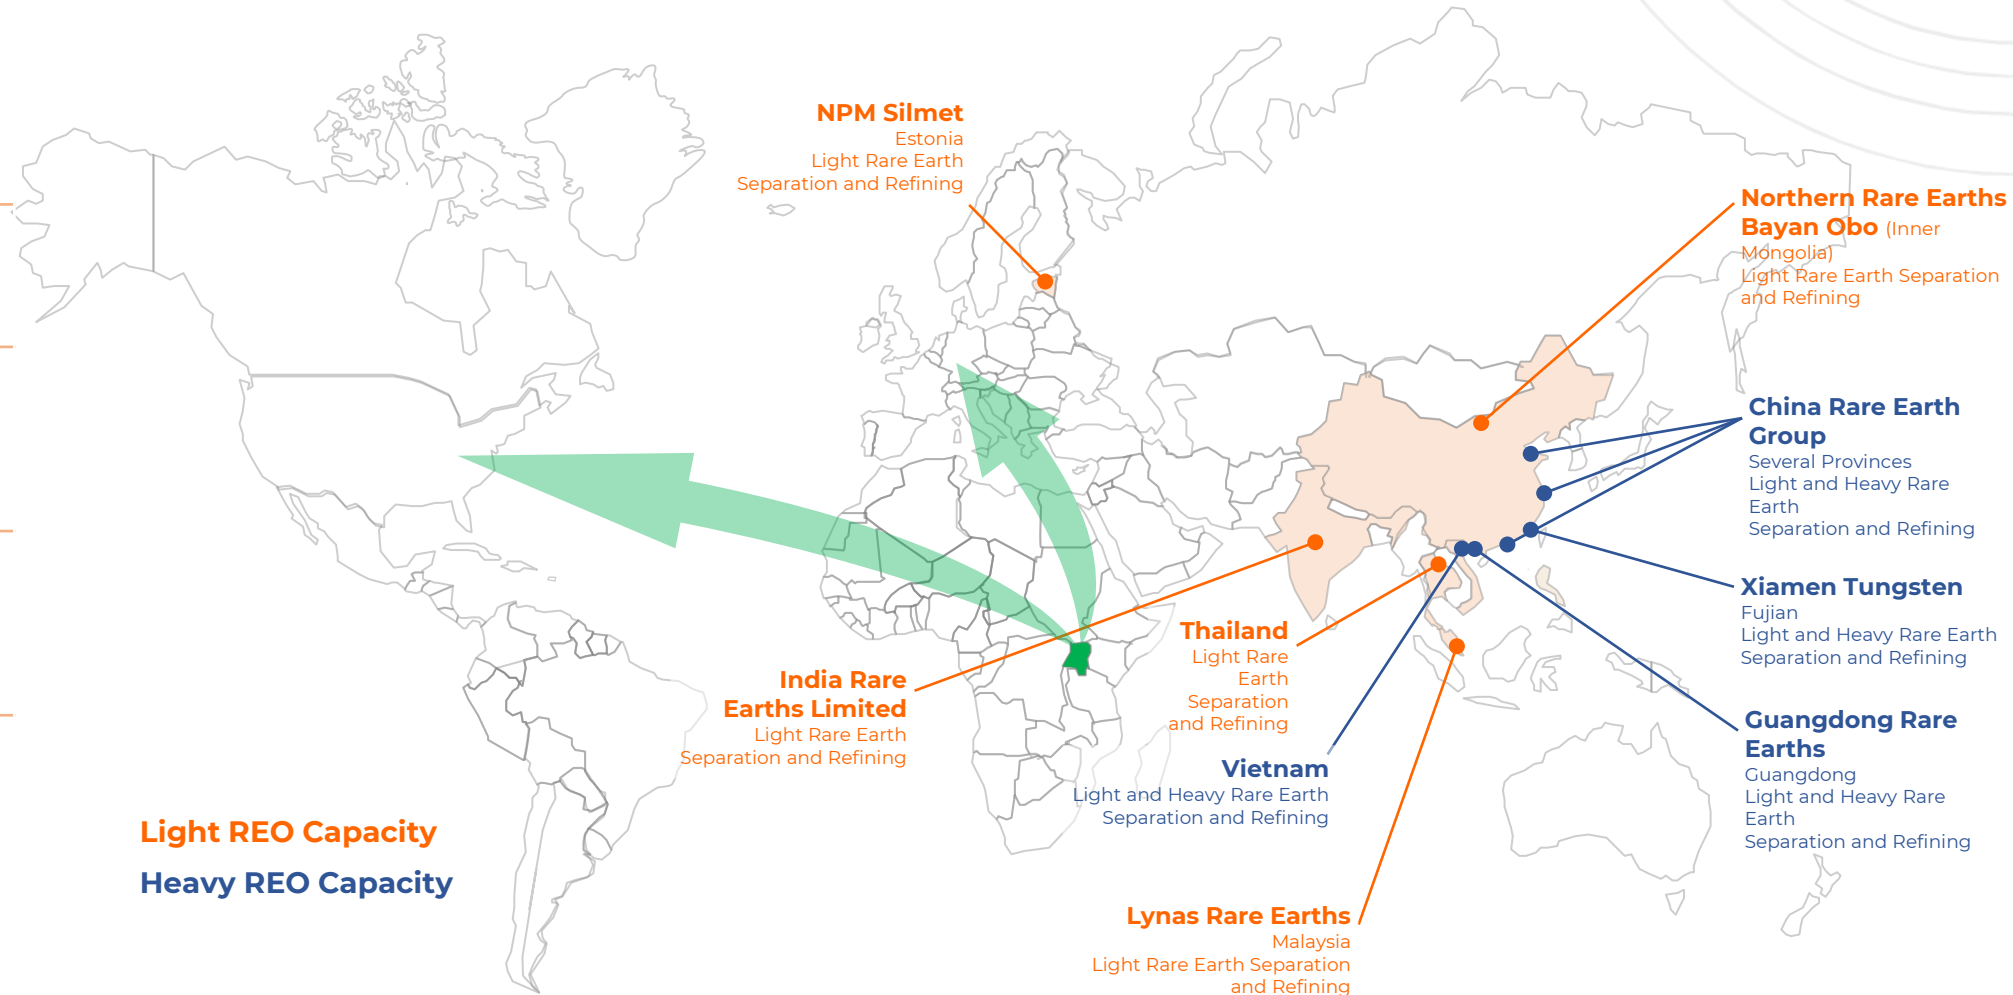 NPM Silmet
Estonia
Light Rare Earth
Separation and Refining
Northern Rare Earths
Bayan Obo (Inner
Mongolia)
Light Rare Earth Separation
and Refining
China Rare Earth
Group
Several Provinces
Light and Heavy Rare
Earth
Separation and Refining
Xiamen Tungsten
Fujian
Light and Heavy Rare Earth
Separation and Refining
Thailand
Light Rare
Earth
Separation
and Refining
India Rare
Earths Limited
Light Rare Earth
Separation and Refining
Guangdong Rare
Earths
Guangdong
Light and Heavy Rare
Earth
Separation and Refining
Vietnam
Light and Heavy Rare Earth
Separation and Refining
Light REO Capacity
Heavy REO Capacity
Lynas Rare Earths
Malaysia
Light Rare Earth Separation
and Refining